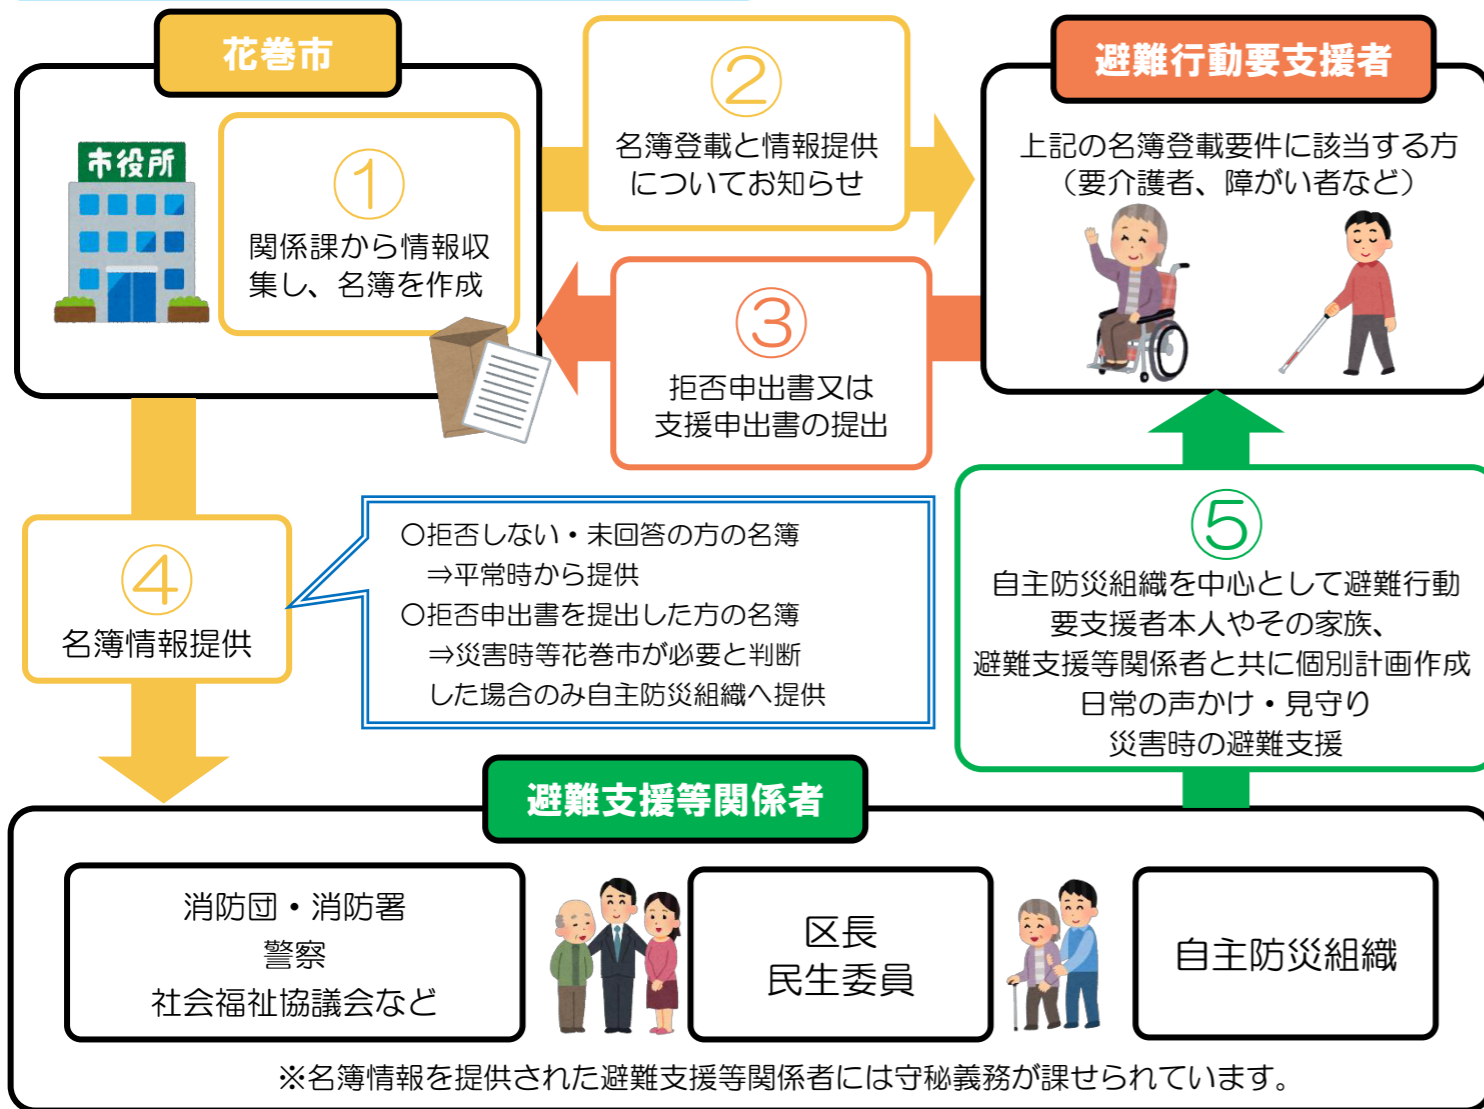 花巻市
市役所
①
関係課から情報収
集し、名簿を作成
②
名簿登載と情報提供
についてお知らせ
避難行動要支援者
上記の名簿登載要件に該当する方
（要介護者、障がい者など）
③
拒否申出書又は
支援申出書の提出
④
名簿情報提供
〇拒否しない・未回答の方の名簿
⇒平常時から提供
〇拒否申出書を提出した方の名簿
⇒災害時等花巻市が必要と判断
した場合のみ自主防災組織へ提供
⑤
自主防災組織を中心として避難行動
要支援者本人やその家族、
避難支援等関係者と共に個別計画作成
日常の声かけ・見守り
災害時の避難支援
避難支援等関係者
消防団・消防署
警察
社会福祉協議会など
区長
民生委員
自主防災組織
※名簿情報を提供された避難支援等関係者には守秘義務が課せられています。